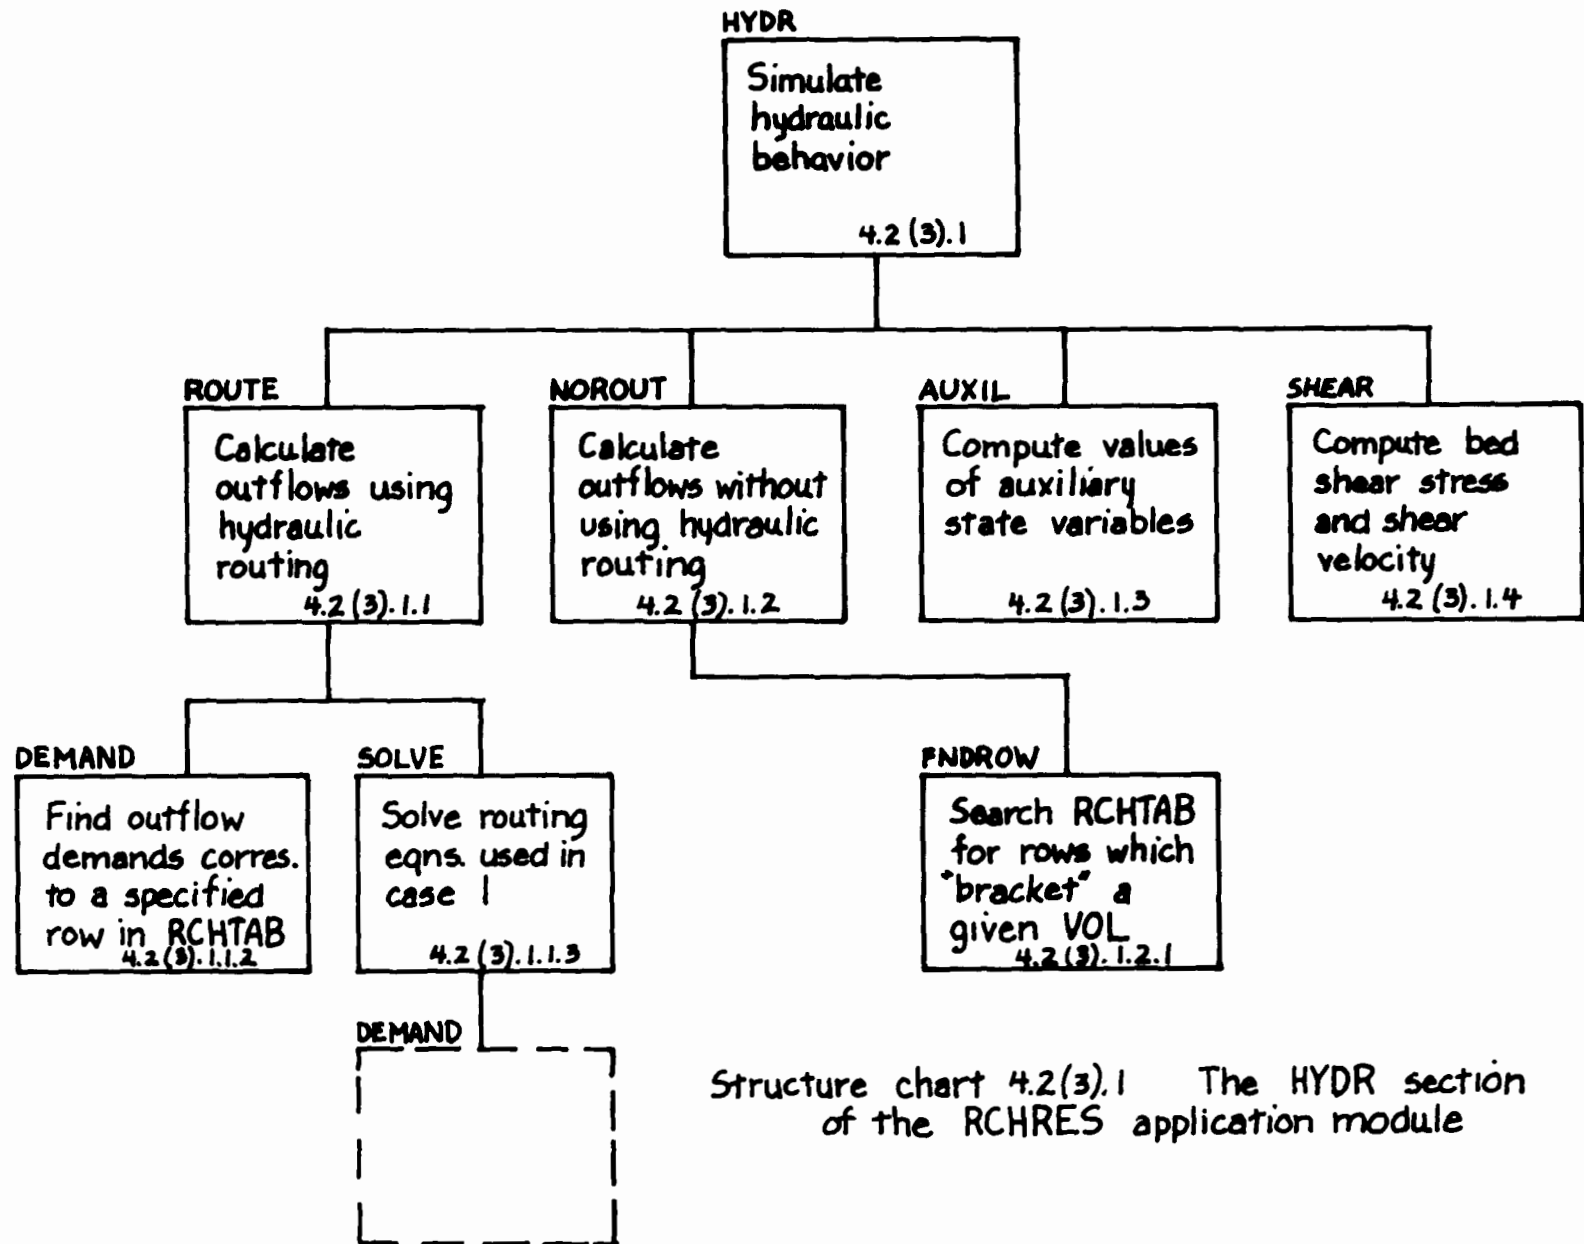 HYDR
Simulate
hydraulic
behavior
4.2(3).1
ROUTE
Calculate
outflows using
hydraulic
routing
4.2(3).1.1
NOROUT
Calculate
outflows without
using hydraulic
routing
4.2(3).1.2
AUXIL
Compute values
of auxiliary
state variables
4.2(3).1.3
SHEAR
Compute bed
shear stress
and shear
velocity
4.2(3).1.4
DEMAND
Find outflow
demands corres.
to a specified
row in RCHTAB
4.2(3).1.1.2
SOLVE
Solve routing
eqns. used in
case 1
4.2(3).1.1.3
FNDROW
Search RCHTAB
for rows which
"bracket" a
given VOL
4.2(3).1.2.1
DEMAND
Structure chart 4.2(3).1 The HYDR section
of the RCHRES application module